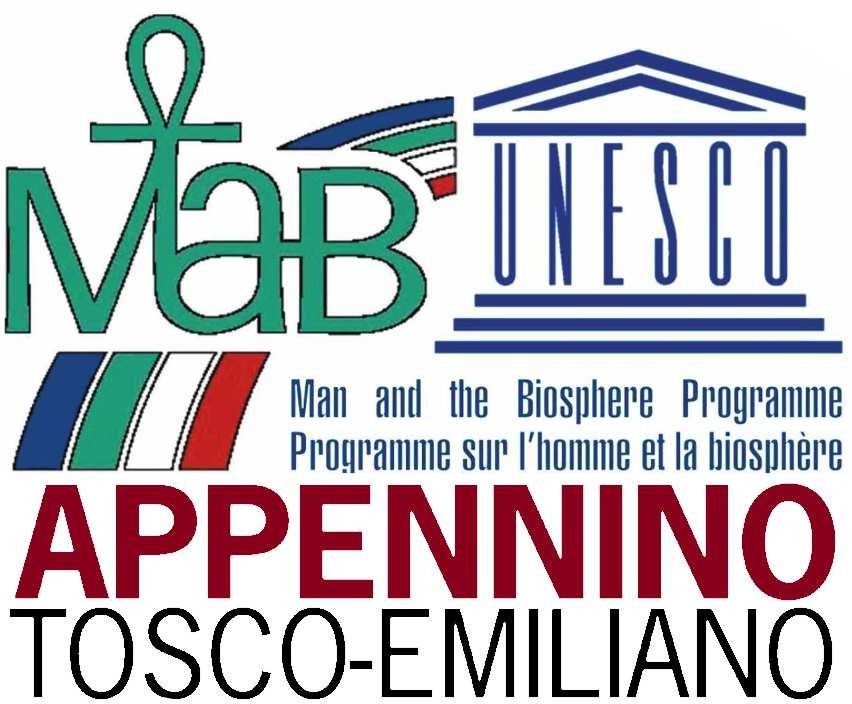 MaB
UNESCO
Man and the Biosphere Programme
Programme sur l'homme et la biosphère
APPENNINO
TOSCO-EMILIANO